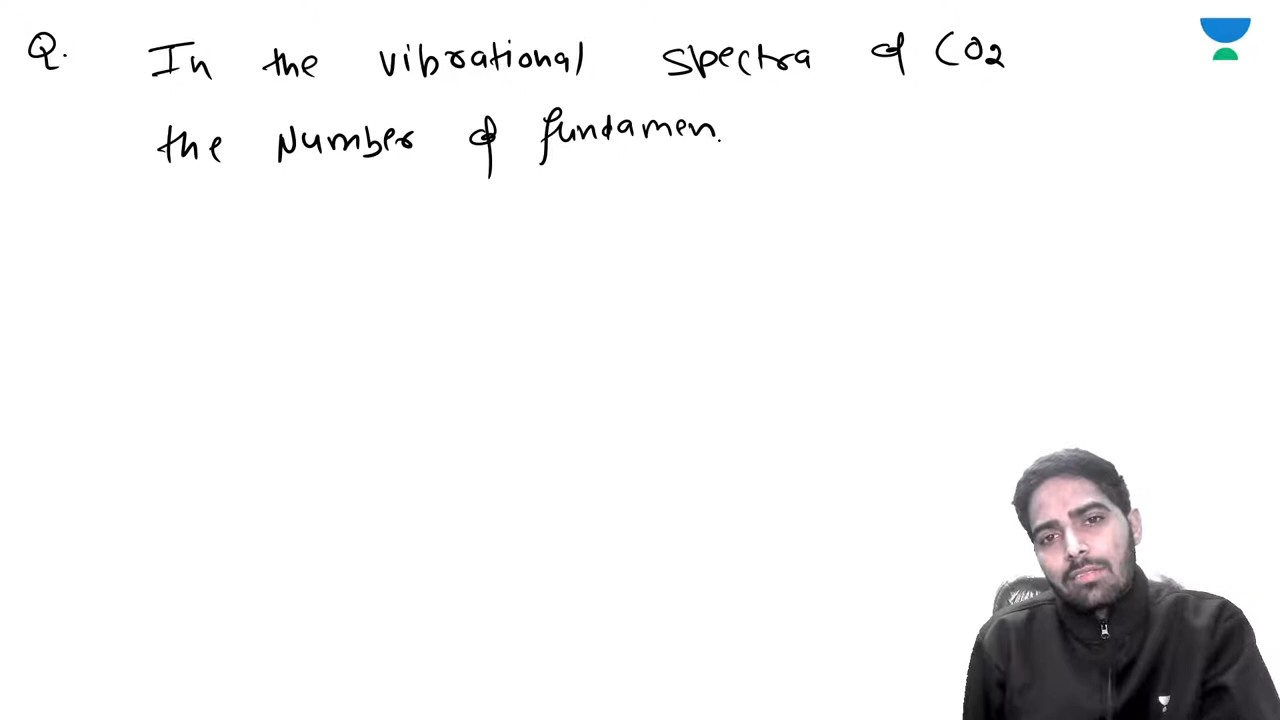 Q. In the vibrational spectra of CO2
the Number of fundamen.